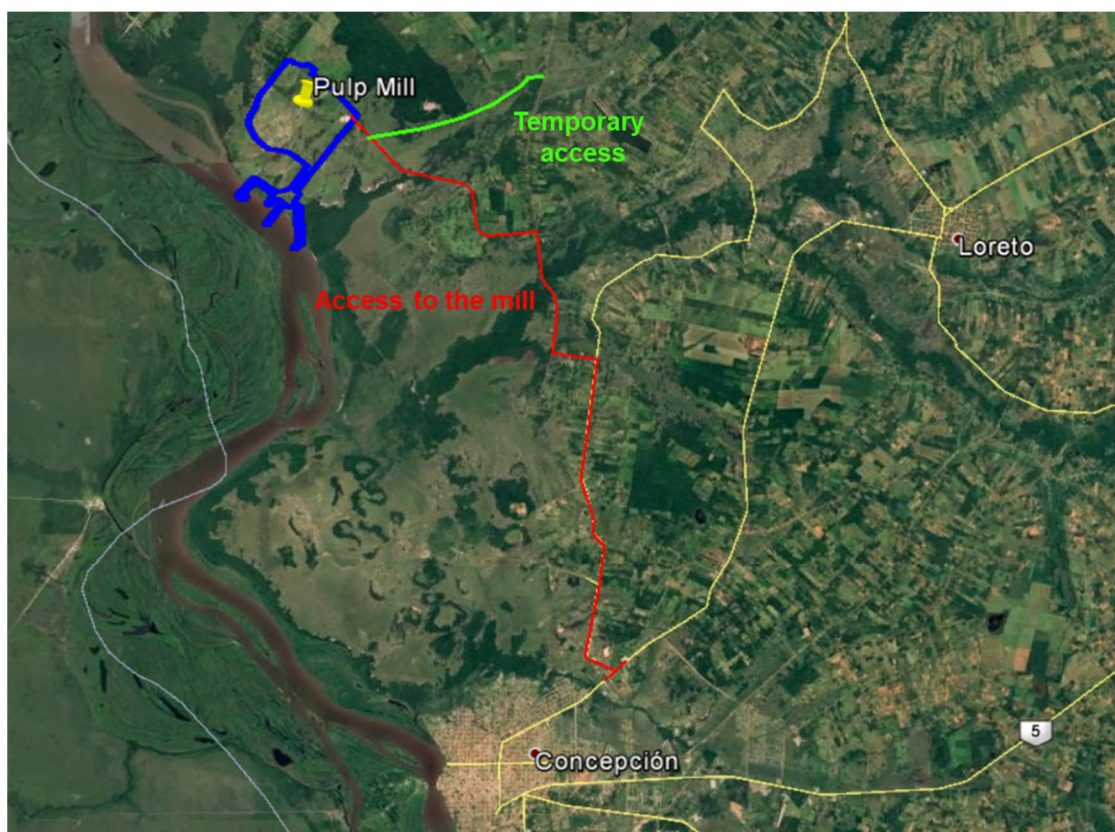 Pulp Mill
Temporary
access
Loreto
Access to the mill
5
Concepción